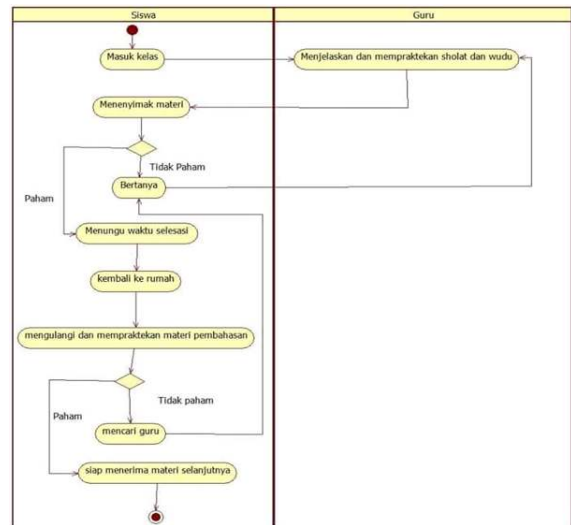 Siswa
Guru
Masuk kelas
Menjelaskan dan mempraktekan sholat dan wudu
Menenyimak materi
Tidak Paham
Bertanya
Paham
Menungu waktu selesasi
kembali ke rumah
mengulangi dan mempraktekan materi pembahasan
Tidak paham
Paham
mencari guru
siap menerima materi selanjutnya